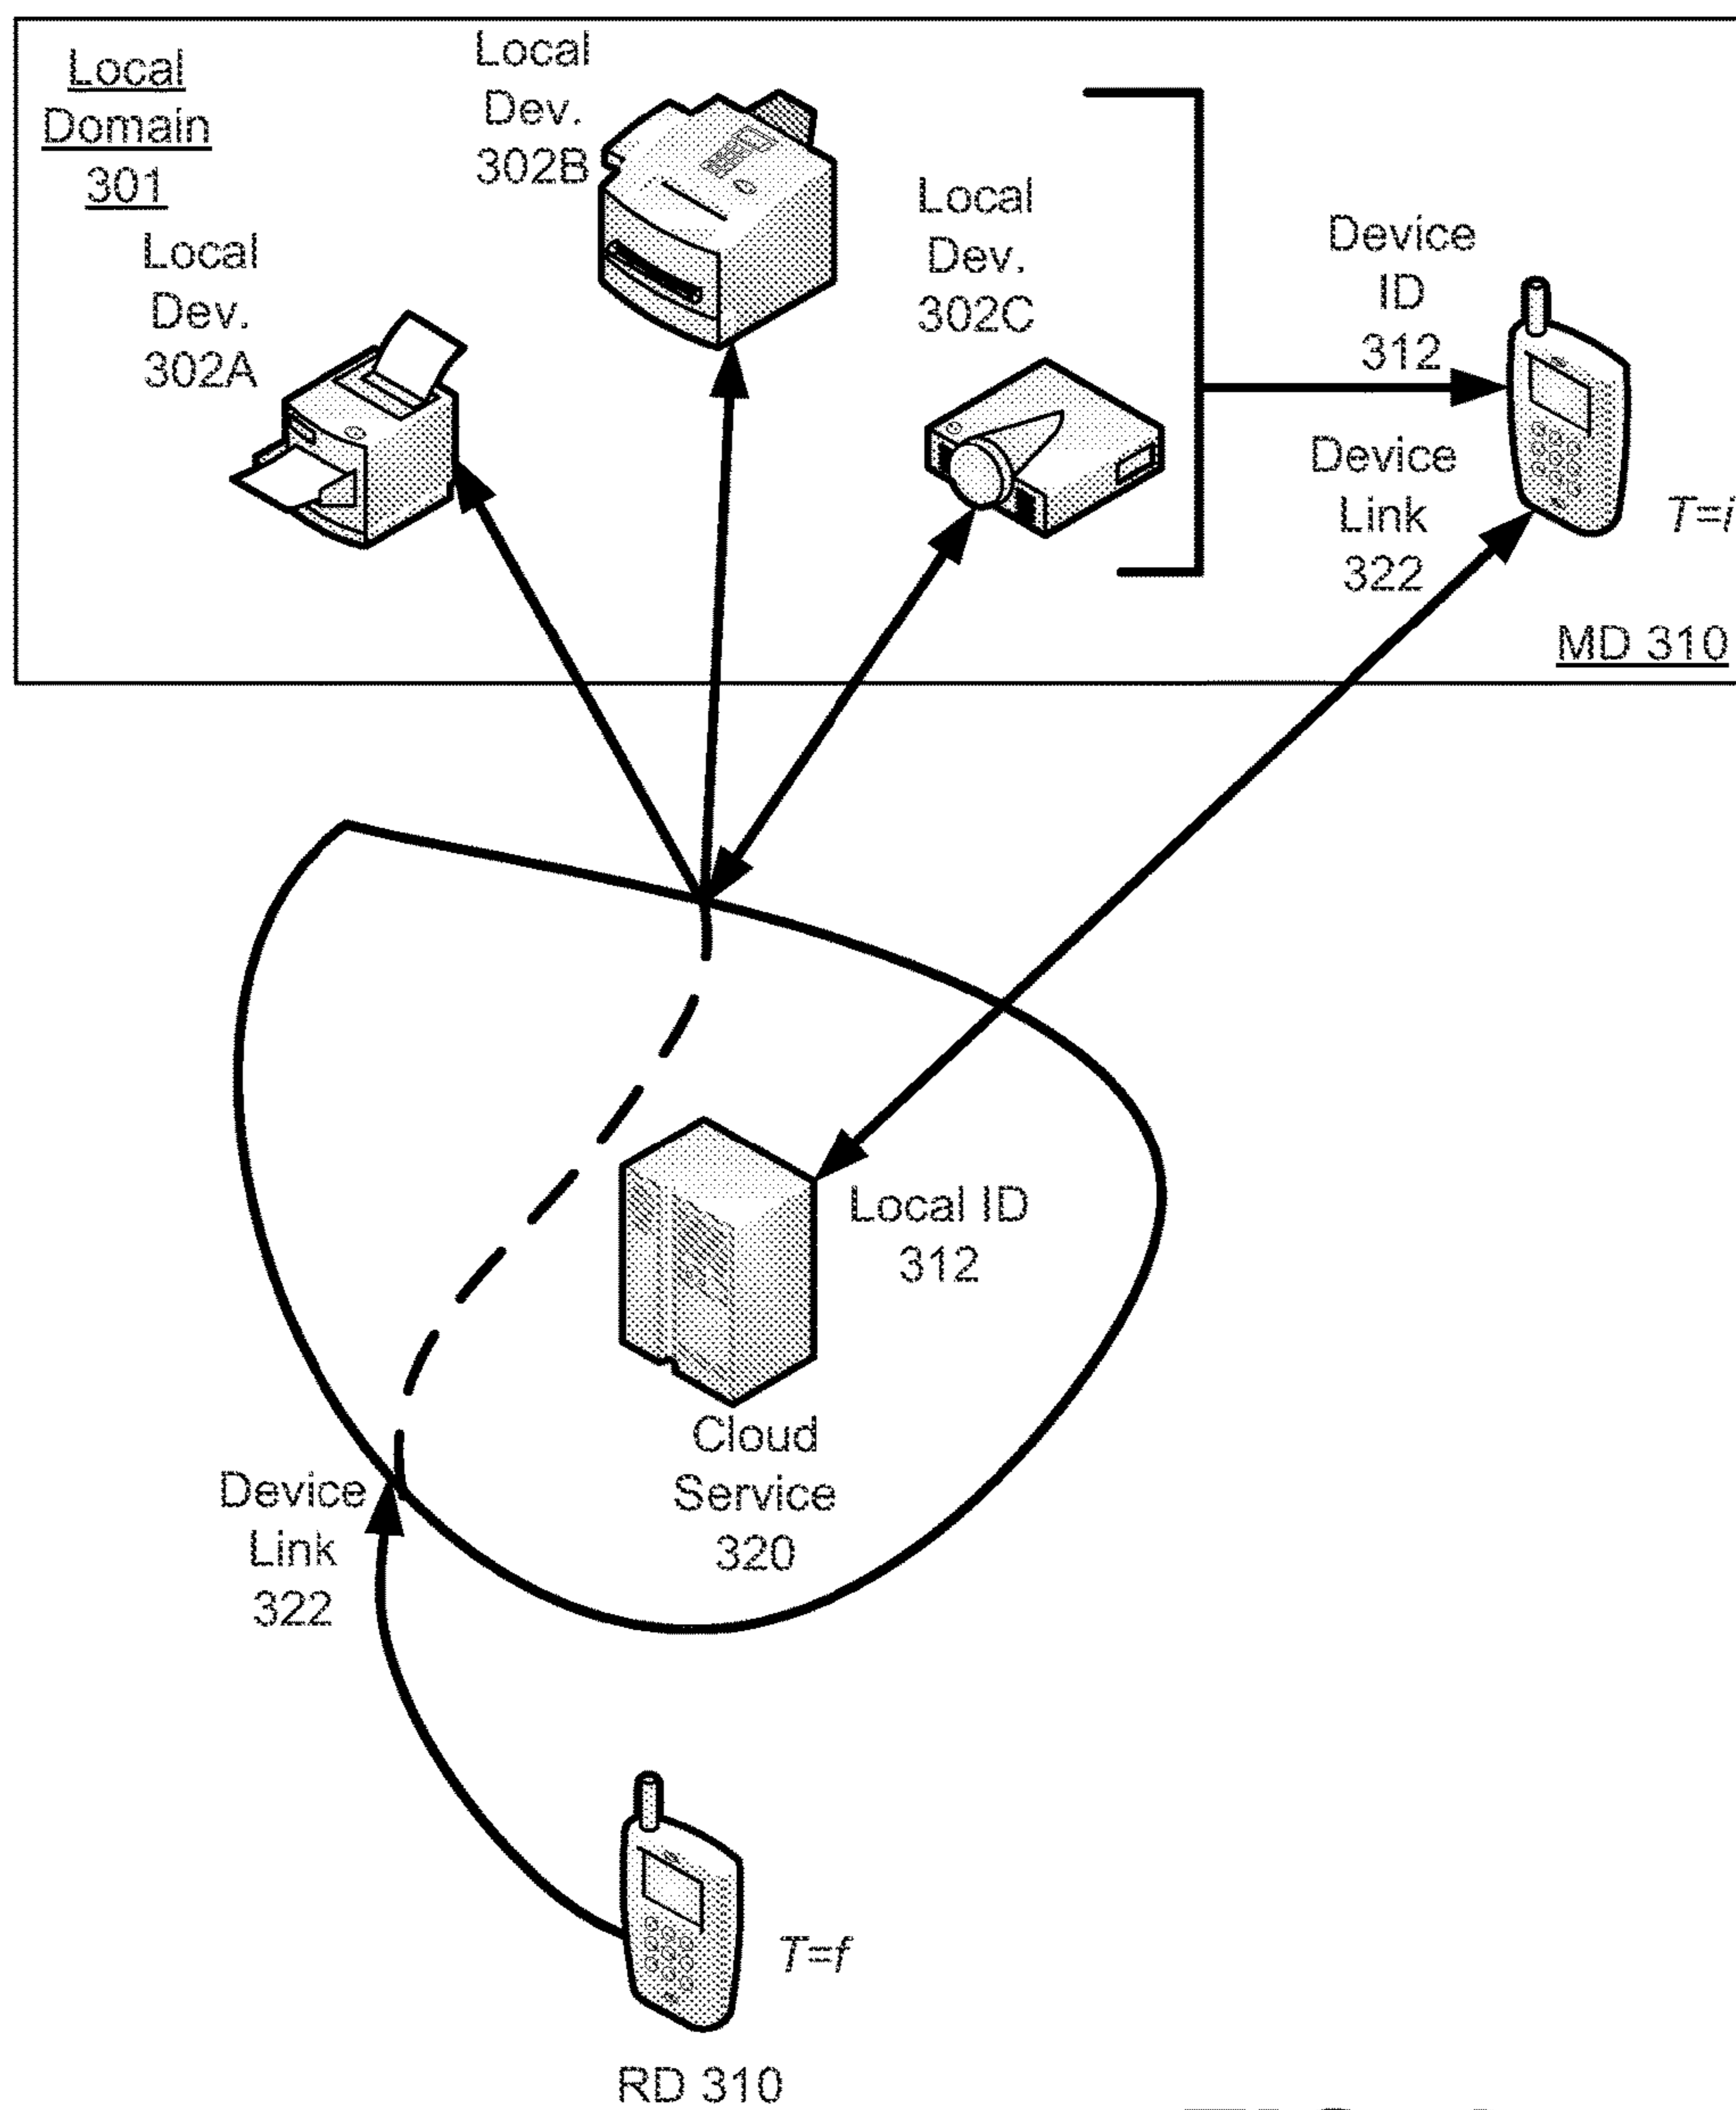 Local
Domain
301
Local
Dev.
302B
Local
Dev.
302A
Local
Dev.
302C
Device
ID
312
Device
Link
322
T=i
MD 310
Local ID
312
Cloud
Service
320
Device
Link
322
T=f
RD 310